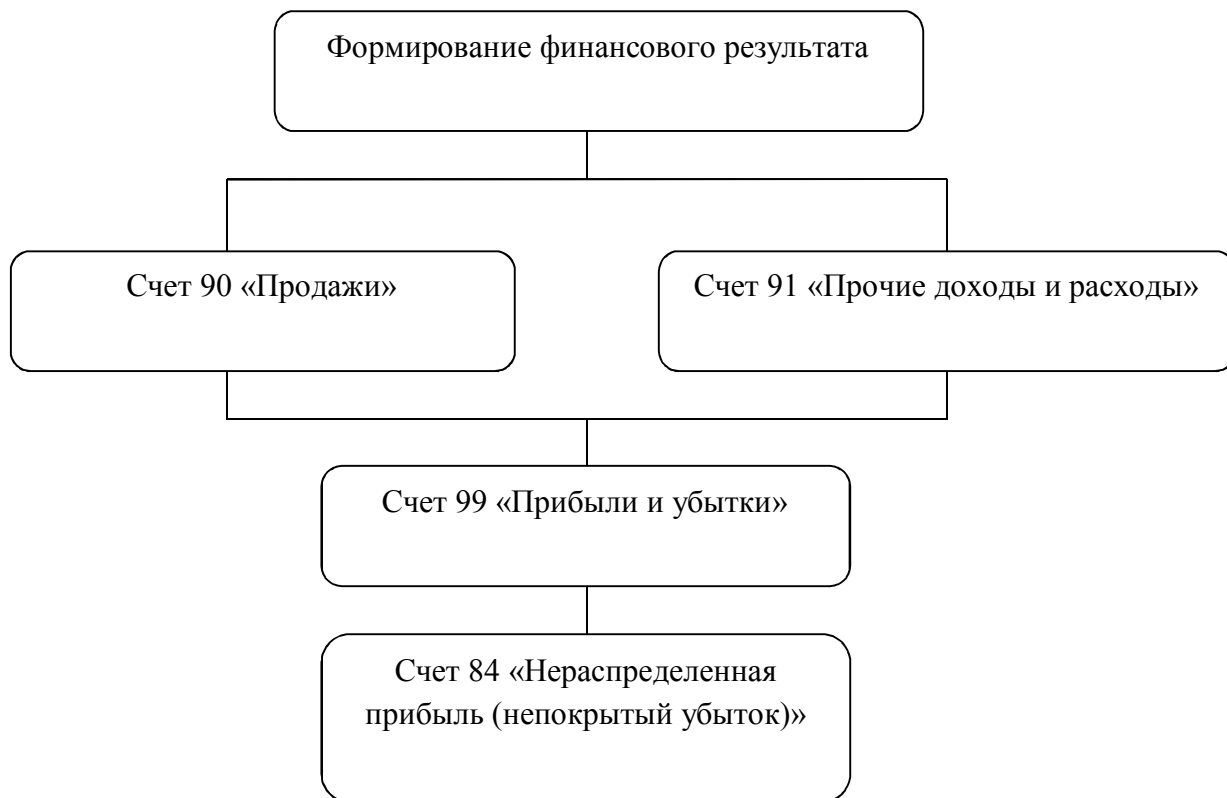 Формирование финансового результата
Счет 90 «Продажи»
Счет 91 «Прочие доходы и расходы»
Счет 99 «Прибыли и убытки»
Счет 84 «Нераспределенная
прибыль (непокрытый убыток)»